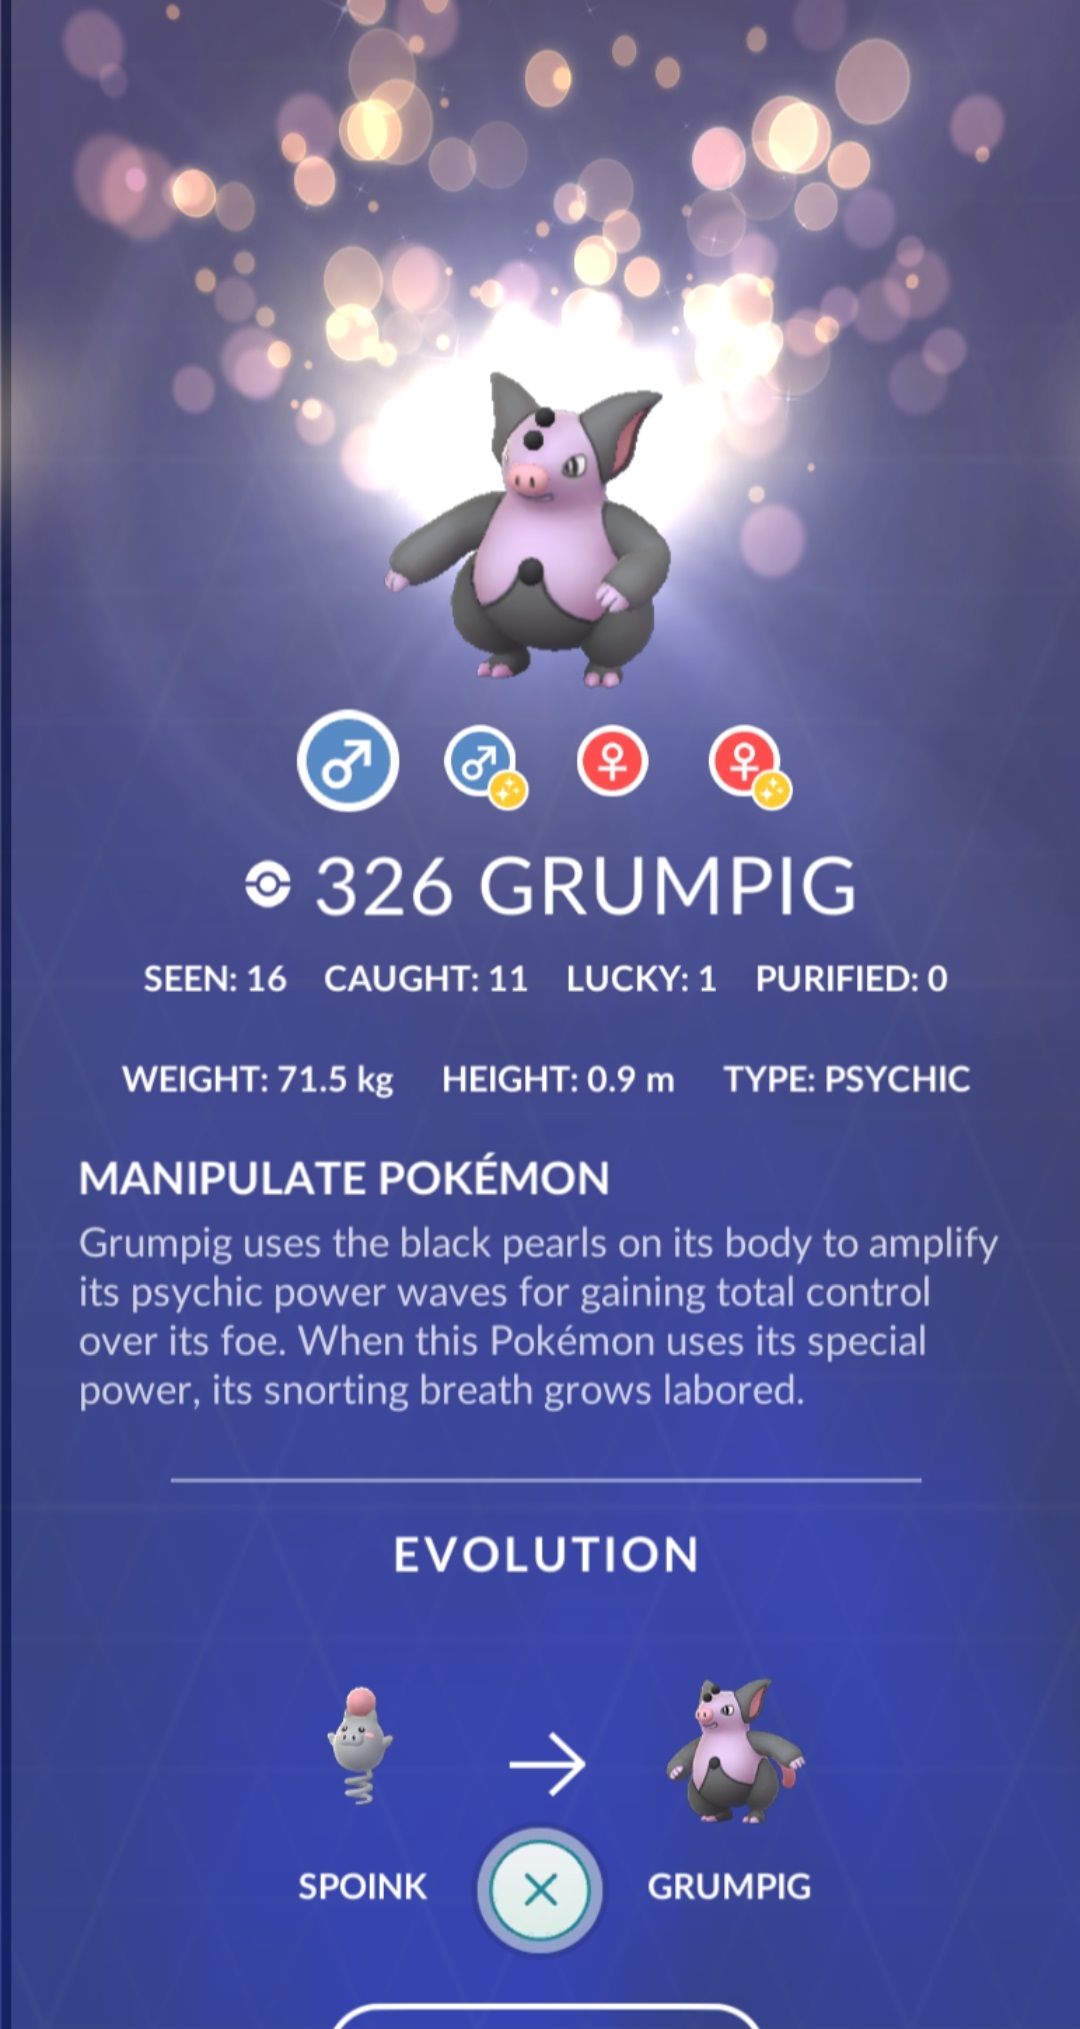 326 GRUMPIG
SEEN: 16 CAUGHT: 11 LUCKY: 1 PURIFIED: 0
WEIGHT: 71.5 kg HEIGHT: 0.9 m TYPE: PSYCHIC
MANIPULATE POKÉMON
Grumpig uses the black pearls on its body to amplify
its psychic power waves for gaining total control
over its foe. When this Pokémon uses its special
power, its snorting breath grows labored.
EVOLUTION
SPOINK GRUMPIG